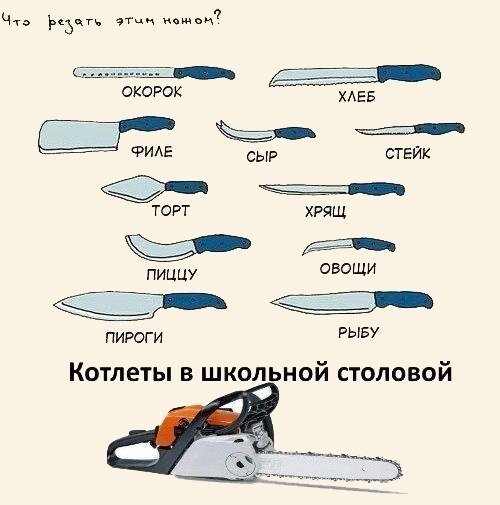 Что резать этим ножом?
ОКОРОК
ХЛЕБ
ФИЛЕ
СЫР
СТЕЙК
ТОРТ
ХРЯЩ
ПИЦЦУ
ОВОЩИ
ПИРОГИ
РЫБУ
Котлеты в школьной столовой